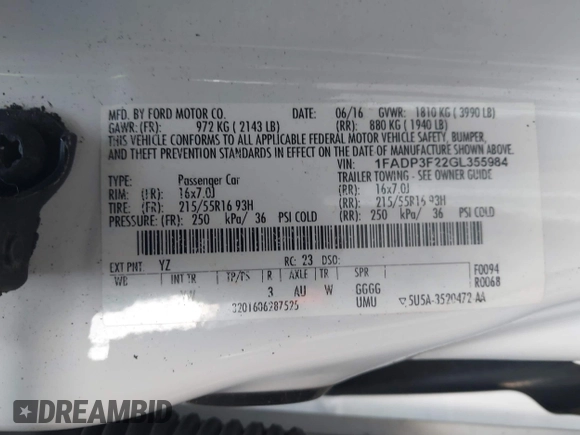 MFD. BY FORD MOTOR CO. DATE: 06/16 GVWR: 1810 KG ( 3990 LB)
GAWR: (FR): 972 KG ( 2143 LB) (RR): 880 KG ( 1940 LB)
THIS VEHICLE CONFORMS TO ALL APPLICABLE FEDERAL MOTOR VEHICLE SAFETY, BUMPER,
AND THEFT PREVENTION STANDARDS IN EFFECT ON THE DATE OF MANUFACTURE SHOWN ABOVE.
VIN: 1FADP3F22GL355984
TYPE: Passenger Car TRAILER TOWING - SEE OWNER GUIDE
RIM: (FR): 16x7.0J (RR): 16x7.0J
TIRE: (FR): 215/55R16 93H (RR): 215/55R16 93H
PRESSURE: (FR): 250 kPa/ 36 PSI COLD (RR): 250 kPa/ 36 PSI COLD
EXT PNT: YZ RC: 23 DSO:
WB INT TR TP/PS R AXLE TR SPR F0094
3 AU W GGGG R0068
UMU ▽5U5A-3520472 AA
DREAMBID